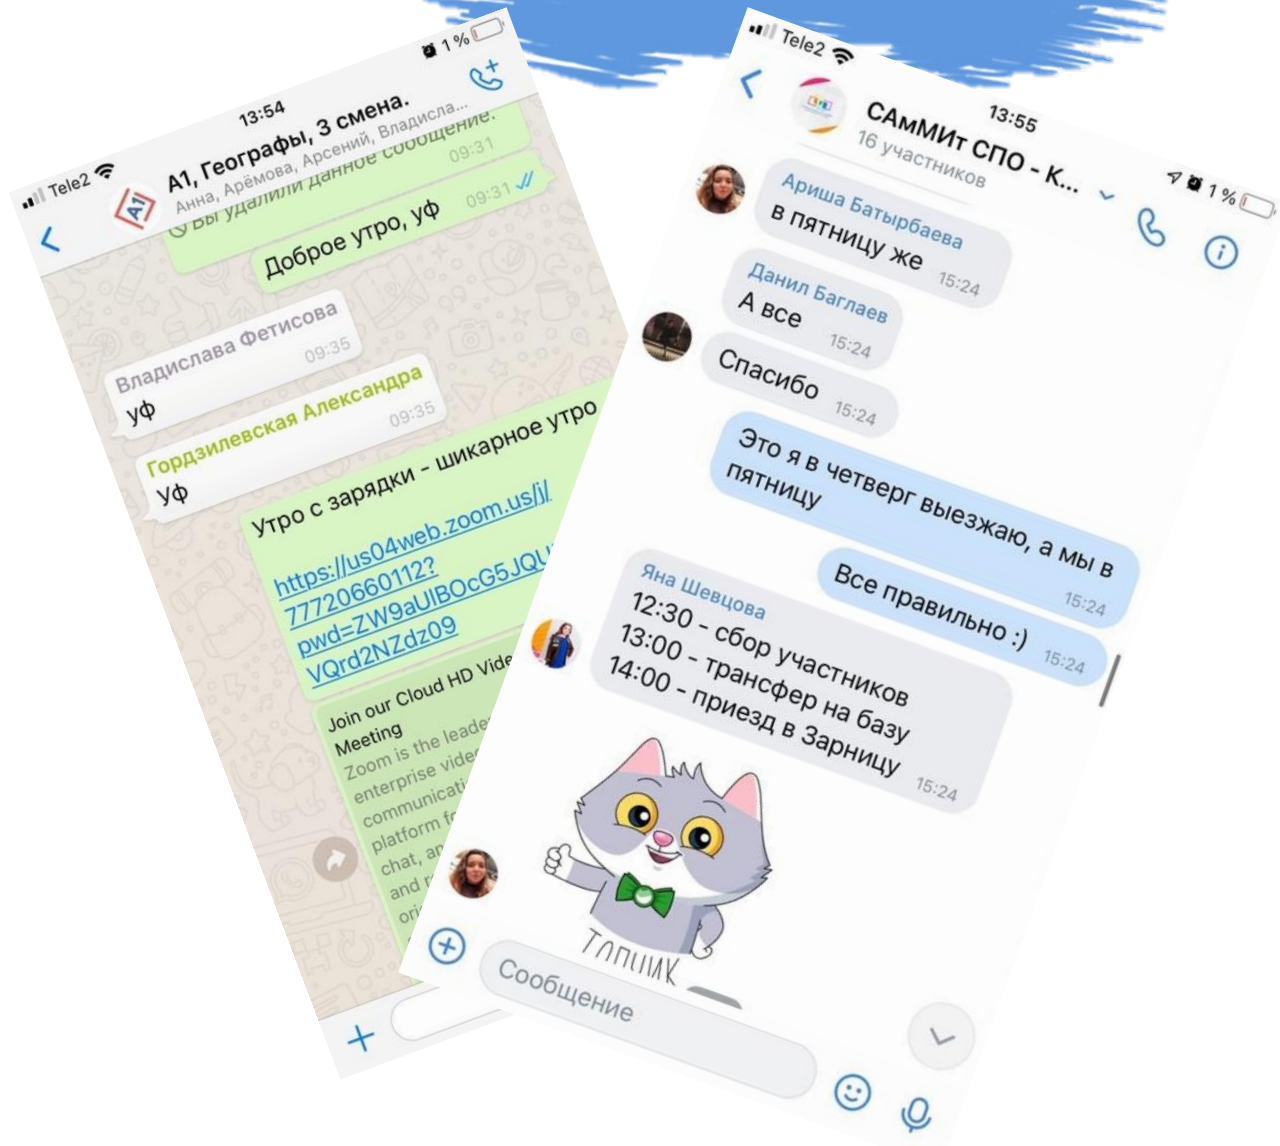 Tele2
13:54
1 %
А1, Географы, 3 смена.
Анна, Арёмова, Арсений, Владисла...
Вы удалили данное сообщение.
09:31
Доброе утро, уф
09:31
Владислава Фетисова
уф
09:35
Гордзилевская Александра
Уф
09:35
Утро с зарядки - шикарное утро
https://us04web.zoom.us/j/
77720660112?
pwd=ZW9aUlBOcG5JQU
VQrd2NZdz09
Join our Cloud HD Vide
Meeting
Zoom is the leade
enterprise vide
communicati
platform f
chat, an
and r
ori
Tele2
13:55
1 %
САмМИт СПО - К...
16 участников
Ариша Батырбаева
в пятницу же
15:24
Данил Баглаев
А все
15:24
Спасибо
15:24
Это я в четверг выезжаю, а мы в
пятницу
15:24
Все правильно :)
15:24
Яна Шевцова
12:30 - сбор участников
13:00 - трансфер на базу
14:00 - приезд в Зарницу
15:24
ТОПЧИК
Сообщение